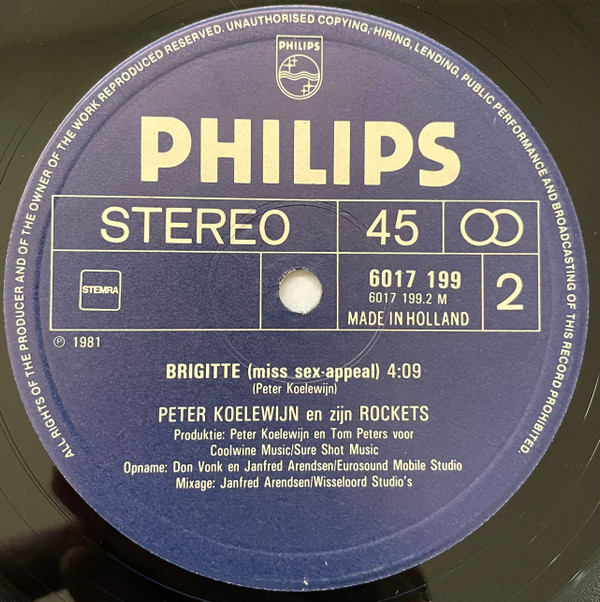 ALL RIGHTS OF THE PRODUCER AND OF THE OWNER OF THE WORK REPRODUCED RESERVED. UNAUTHORISED COPYING, HIRING, LENDING, PUBLIC PERFORMANCE AND BROADCASTING OF THIS RECORD PROHIBITED.
PHILIPS
PHILIPS
STEREO 45
STEMRA
6017 199
6017 199.2 M
MADE IN HOLLAND
2
℗ 1981
BRIGITTE (miss sex-appeal) 4:09
(Peter Koelewijn)
PETER KOELEWIJN en zijn ROCKETS
Produktie: Peter Koelewijn en Tom Peters voor
Coolwine Music/Sure Shot Music
Opname: Don Vonk en Janfred Arendsen/Eurosound Mobile Studio
Mixage: Janfred Arendsen/Wisseloord Studio's